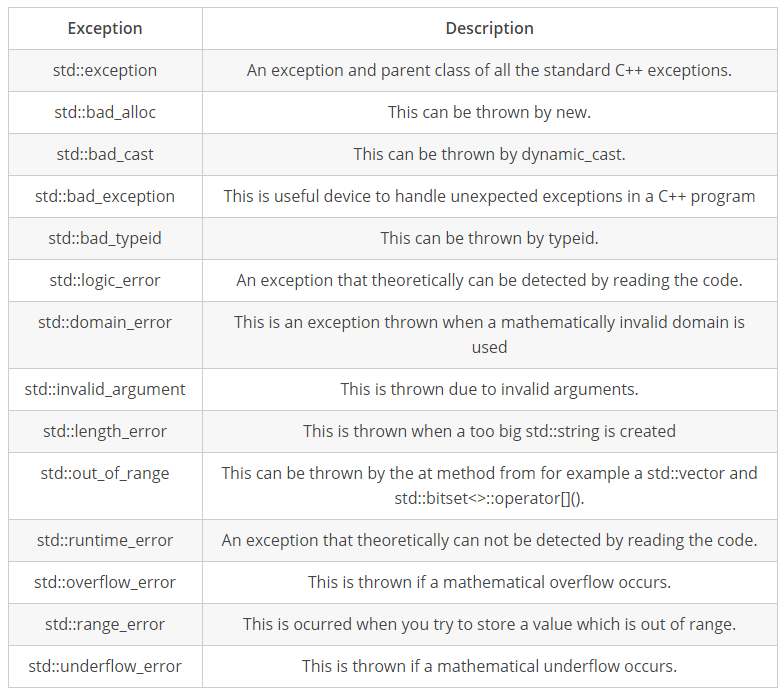 Exception Description
std::exception An exception and parent class of all the standard C++ exceptions.
std::bad_alloc This can be thrown by new.
std::bad_cast This can be thrown by dynamic_cast.
std::bad_exception This is useful device to handle unexpected exceptions in a C++ program
std::bad_typeid This can be thrown by typeid.
std::logic_error An exception that theoretically can be detected by reading the code.
std::domain_error This is an exception thrown when a mathematically invalid domain is
used
std::invalid_argument This is thrown due to invalid arguments.
std::length_error This is thrown when a too big std::string is created
std::out_of_range This can be thrown by the at method from for example a std::vector and
std::bitset<>::operator[]().
std::runtime_error An exception that theoretically can not be detected by reading the code.
std::overflow_error This is thrown if a mathematical overflow occurs.
std::range_error This is ocurred when you try to store a value which is out of range.
std::underflow_error This is thrown if a mathematical underflow occurs.